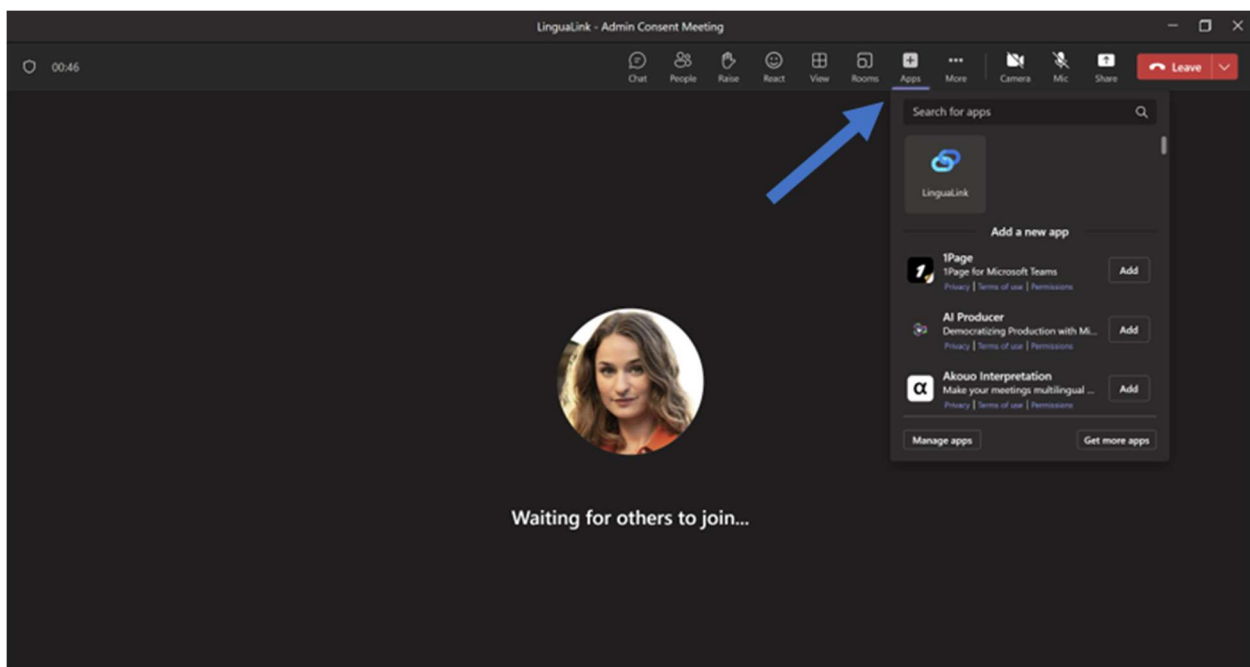 LinguaLink - Admin Consent Meeting
00:46
Chat People Raise React View Rooms Apps More Camera Mic Share Leave
Search for apps
LinguaLink
Add a new app
1Page
1Page for Microsoft Teams
Add
Privacy | Terms of use | Permissions
AI Producer
Democratizing Production with Mi...
Add
Privacy | Terms of use | Permissions
Akouo Interpretation
Make your meetings multilingual ...
Add
Privacy | Terms of use | Permissions
Manage apps Get more apps
Waiting for others to join...